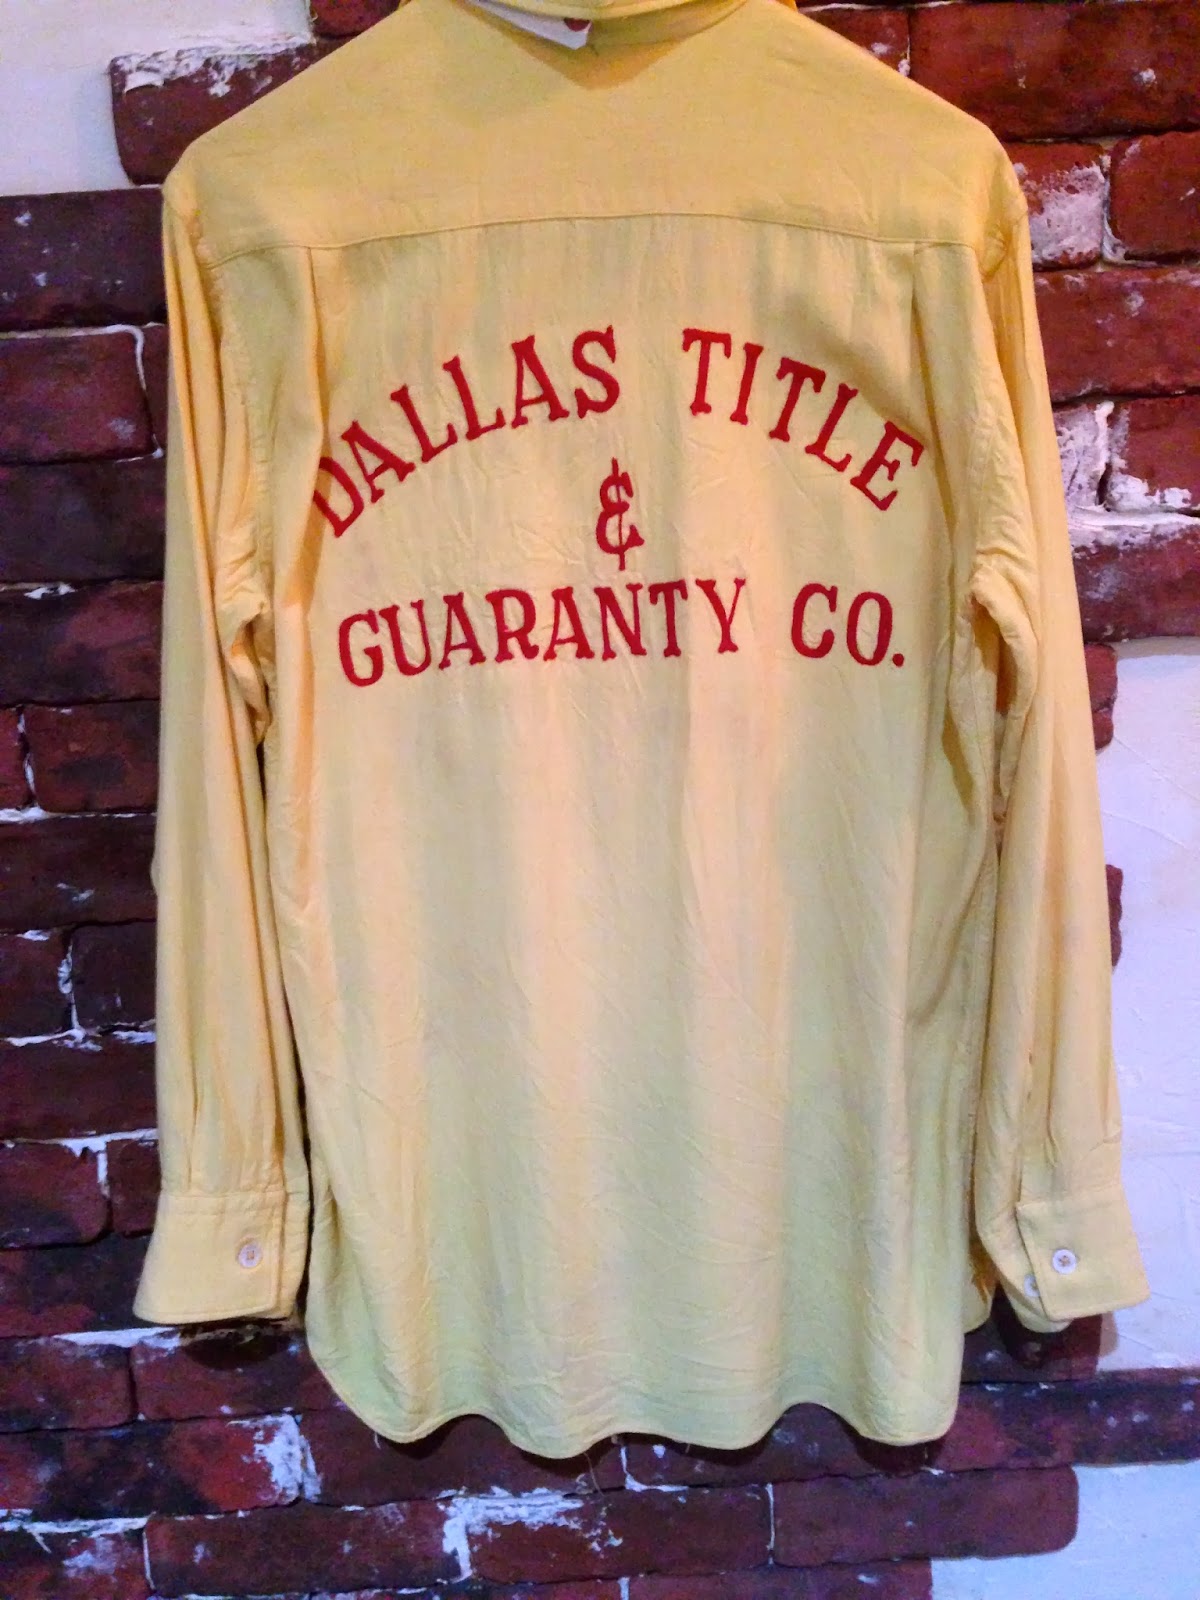 DALLAS TITLE
&
GUARANTY CO.